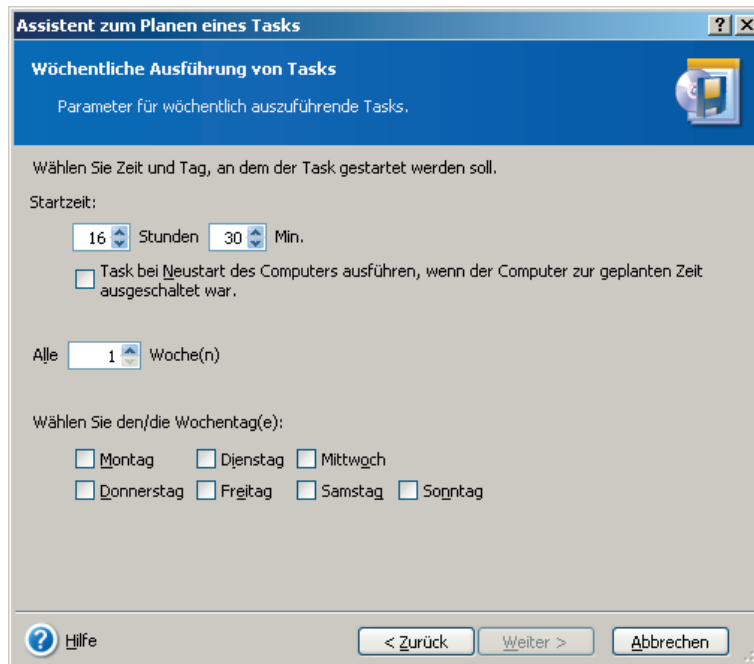 Assistent zum Planen eines Tasks
Wöchentliche Ausführung von Tasks
Parameter für wöchentlich auszuführende Tasks.
Wählen Sie Zeit und Tag, an dem der Task gestartet werden soll.
Startzeit:
16 Stunden 30 Min.
Task bei Neustart des Computers ausführen, wenn der Computer zur geplanten Zeit
ausgeschaltet war.
Alle 1 Woche(n)
Wählen Sie den/die Wochentag(e):
Montag Dienstag Mittwoch
Donnerstag Freitag Samstag Sonntag
Hilfe < Zurück Weiter > Abbrechen